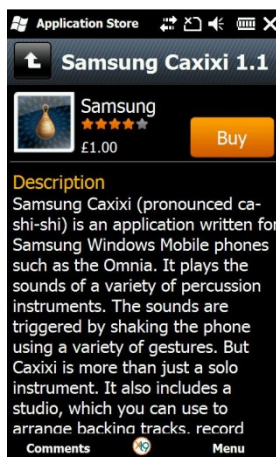 Application Store
Samsung Caxixi 1.1
Samsung
£1.00
Buy
Description
Samsung Caxixi (pronounced ca-
shi-shi) is an application written for
Samsung Windows Mobile phones
such as the Omnia. It plays the
sounds of a variety of percussion
instruments. The sounds are
triggered by shaking the phone
using a variety of gestures. But
Caxixi is more than just a solo
instrument. It also includes a
studio, which you can use to
arrange backing tracks, record
Comments
Menu